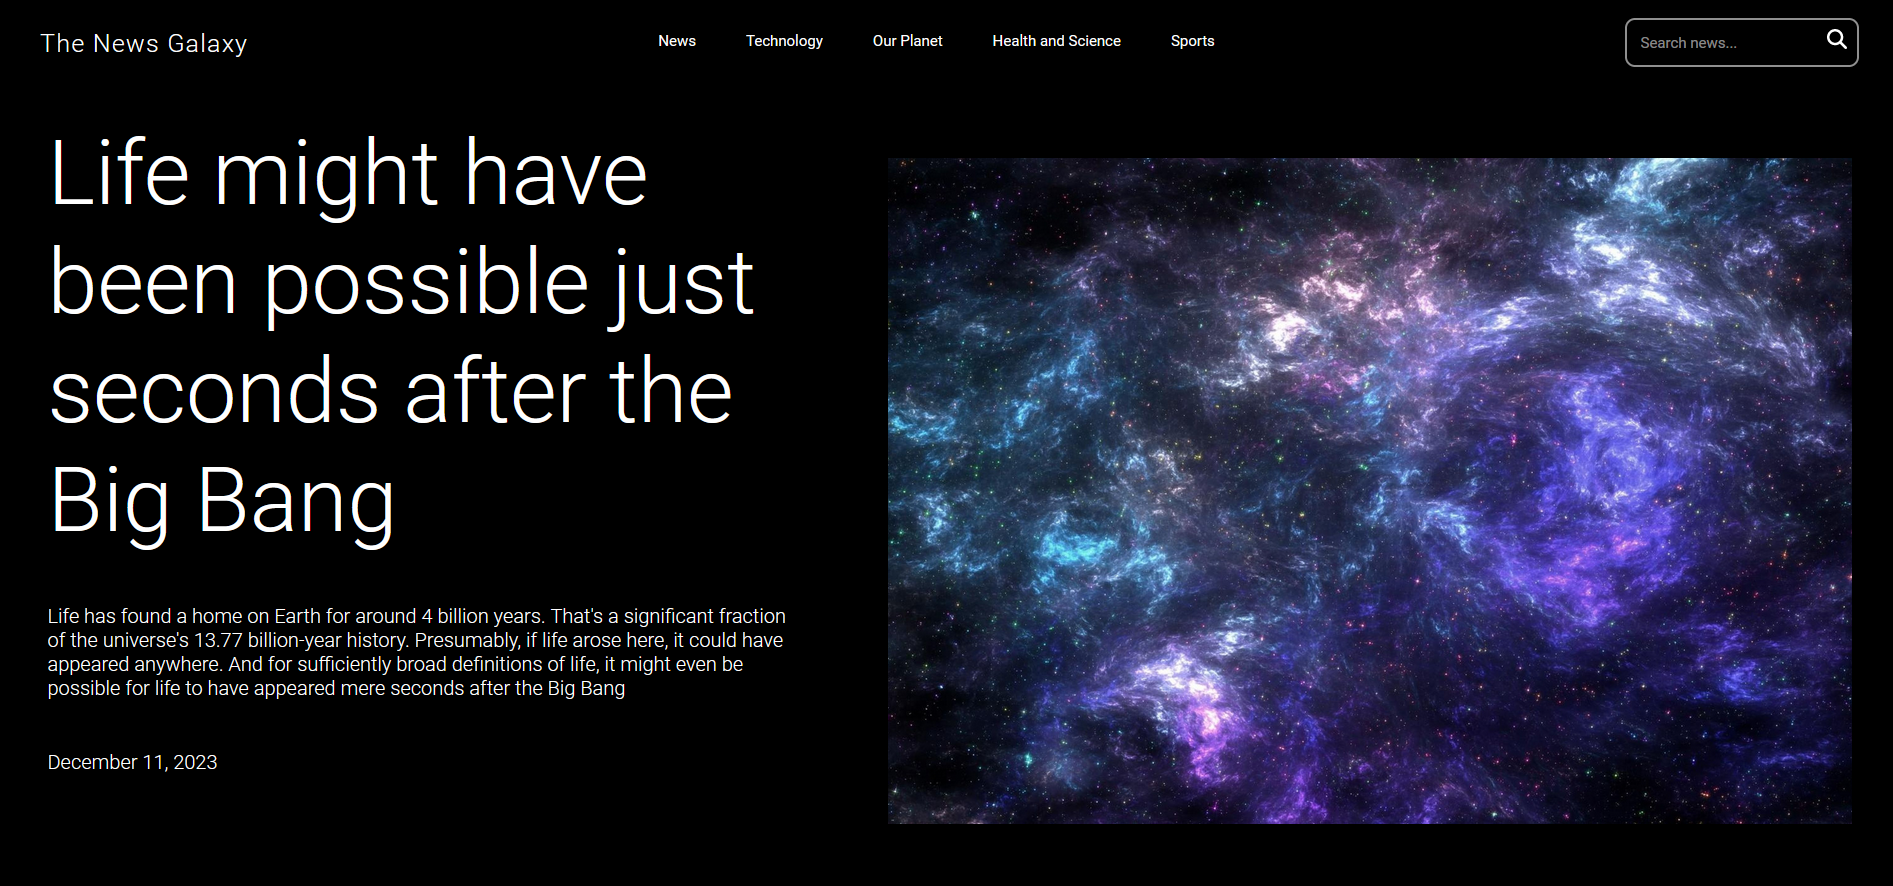 The News Galaxy
News Technology Our Planet Health and Science Sports
Search news...
Life might have
been possible just
seconds after the
Big Bang
Life has found a home on Earth for around 4 billion years. That's a significant fraction
of the universe's 13.77 billion-year history. Presumably, if life arose here, it could have
appeared anywhere. And for sufficiently broad definitions of life, it might even be
possible for life to have appeared mere seconds after the Big Bang
December 11, 2023